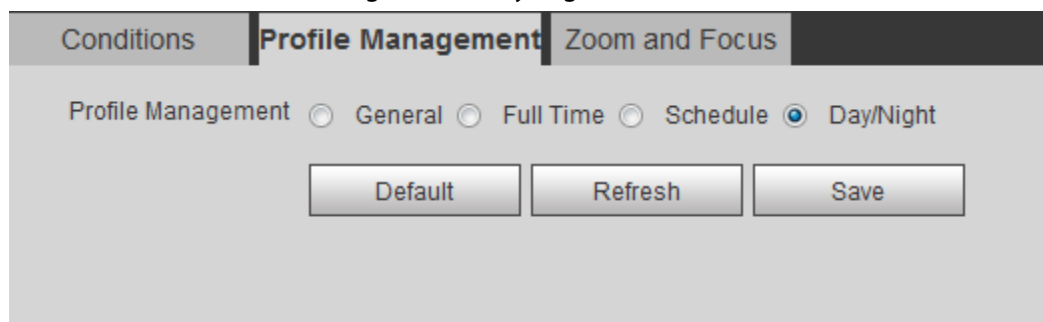 Conditions Profile Management Zoom and Focus
Profile Management General Full Time Schedule Day/Night
Default Refresh Save